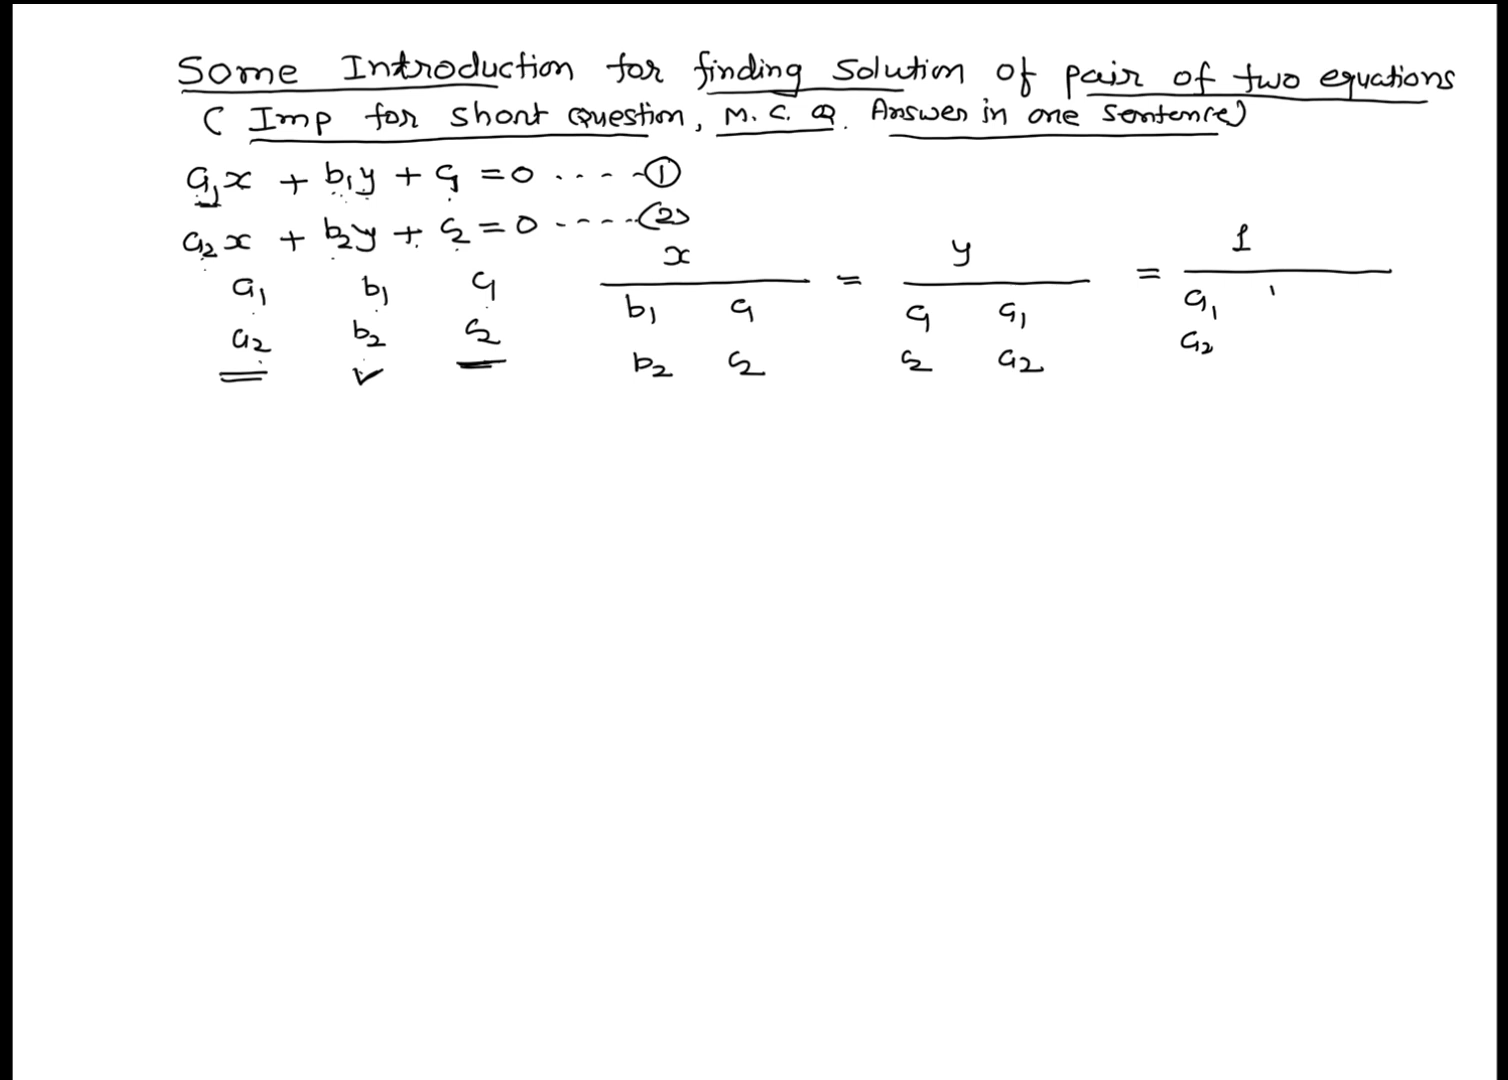 Some Introduction for finding solution of pair of two equations
( Imp for short question, M.C.Q. Answer in one sentence)
a₁x + b₁y + c₁ = 0 ---- ①
a₂x + b₂y + c₂ = 0 ----- (2)
x = y = 1
a₁ b₁ c₁ b₁ c₁ c₁ a₁ a₁
a₂ b₂ c₂ b₂ c₂ c₂ a₂ a₂